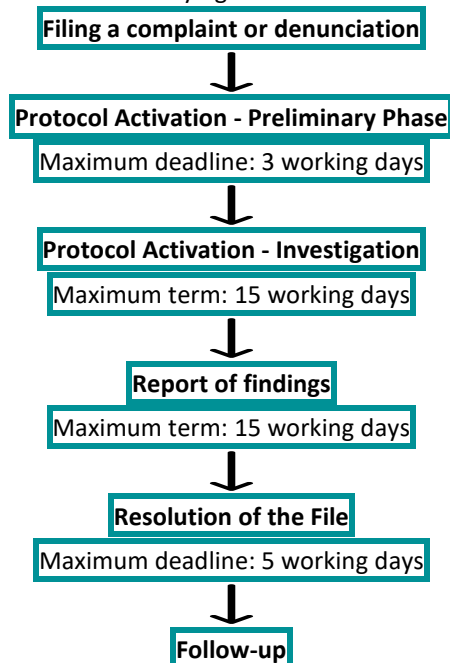 Filing a complaint or denunciation
Protocol Activation - Preliminary Phase
Maximum deadline: 3 working days
Protocol Activation - Investigation
Maximum term: 15 working days
Report of findings
Maximum term: 15 working days
Resolution of the File
Maximum deadline: 5 working days
Follow-up